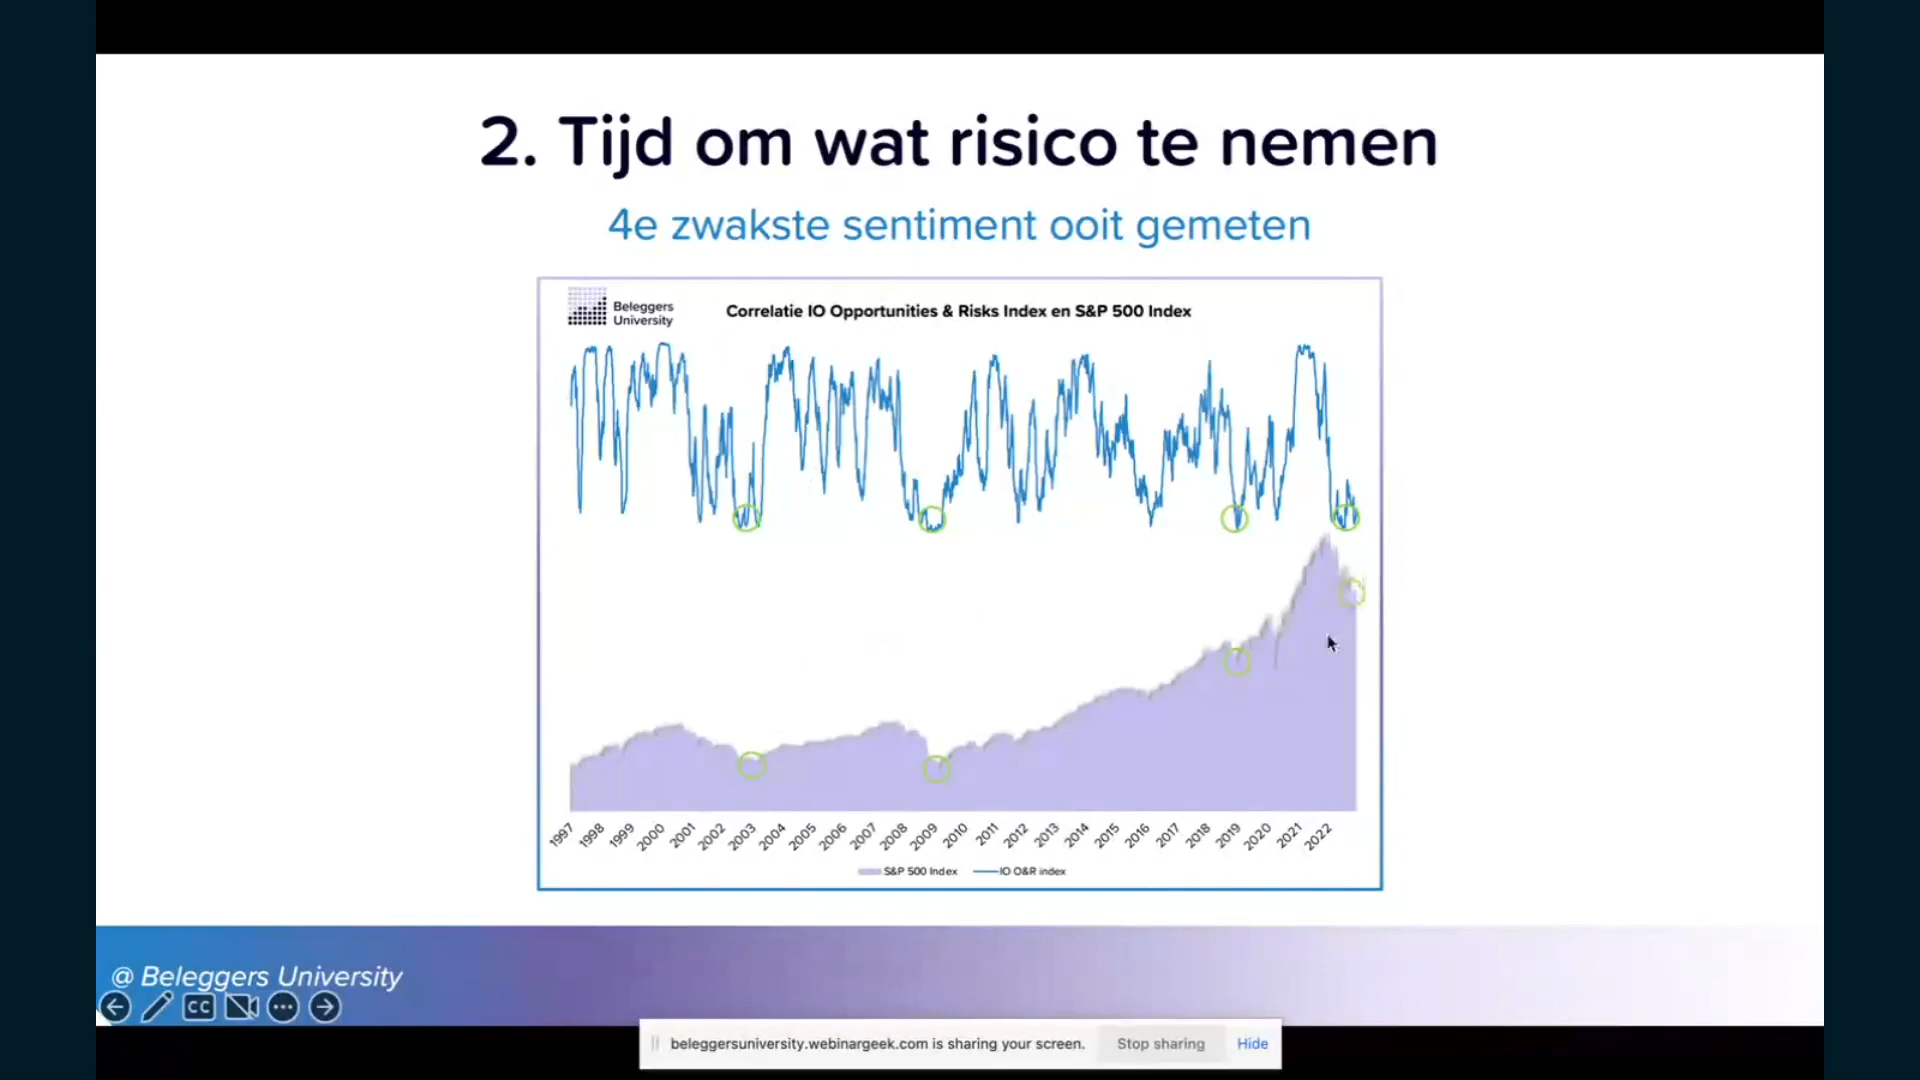 2. Tijd om wat risico te nemen
4e zwakste sentiment ooit gemeten
Beleggers
University
Correlatie IO Opportunities & Risks Index en S&P 500 Index
1997 1998 1999 2000 2001 2002 2003 2004 2005 2006 2007 2008 2009 2010 2011 2012 2013 2014 2015 2016 2017 2018 2019 2020 2021 2022
S&P 500 Index IO O&R index
@ Beleggers University
CC
beleggersuniversity.webinargeek.com is sharing your screen. Stop sharing Hide